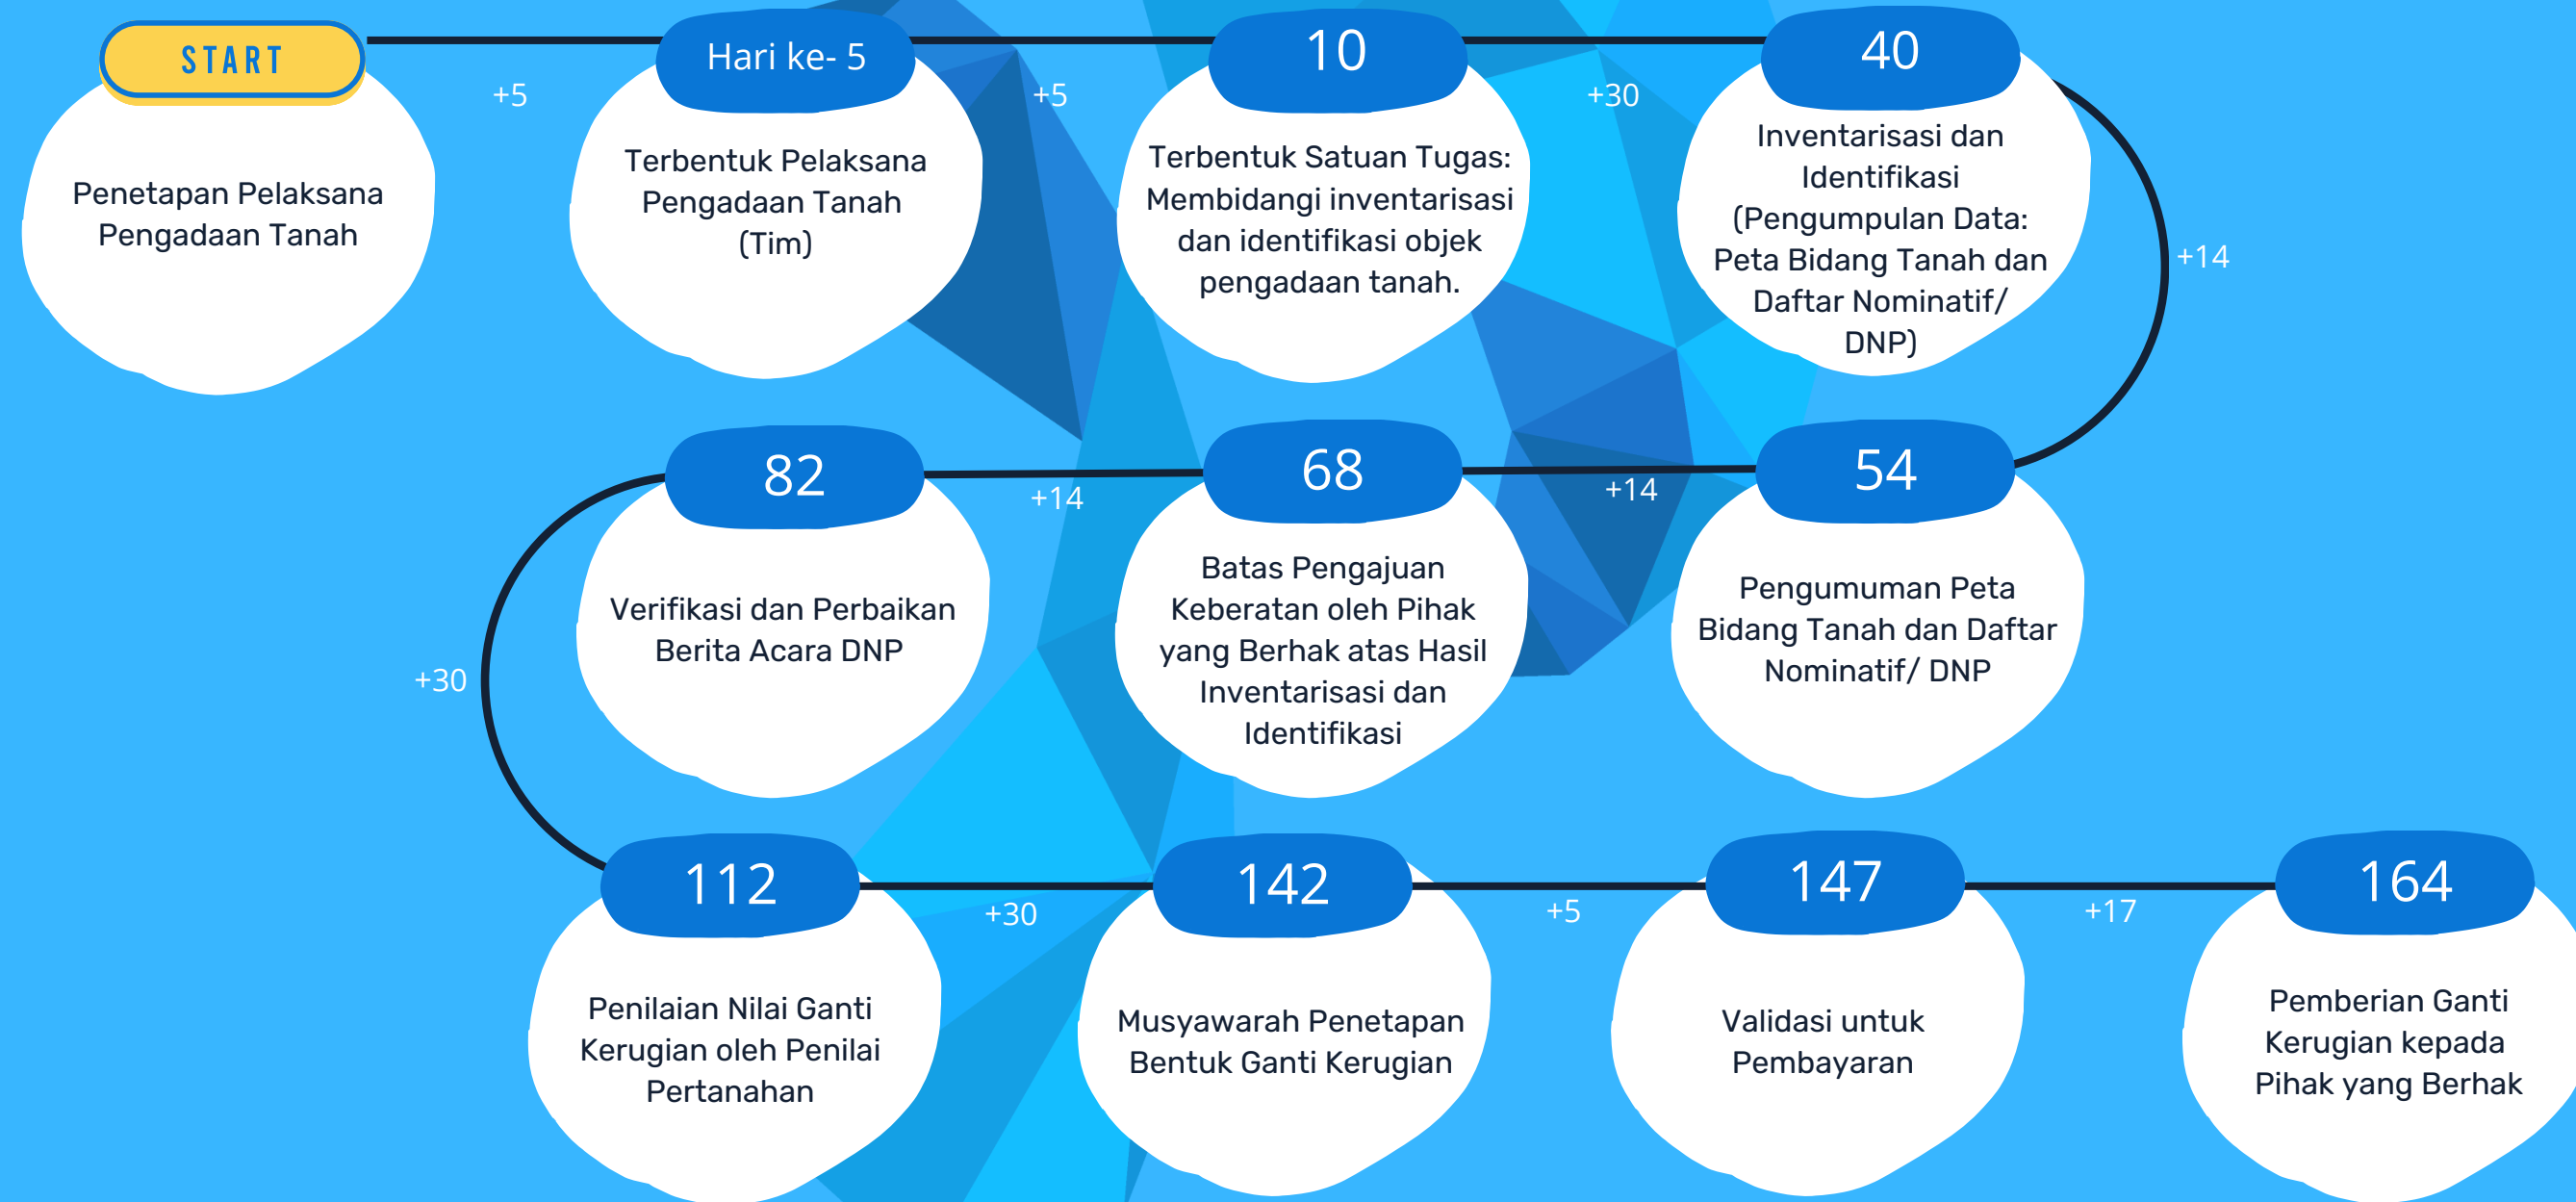 START
Penetapan Pelaksana
Pengadaan Tanah
+5
Hari ke- 5
Terbentuk Pelaksana
Pengadaan Tanah
(Tim)
+5
10
Terbentuk Satuan Tugas:
Membidangi inventarisasi
dan identifikasi objek
pengadaan tanah.
+30
40
Inventarisasi dan
Identifikasi
(Pengumpulan Data:
Peta Bidang Tanah dan
Daftar Nominatif/
DNP)
+14
54
Pengumuman Peta
Bidang Tanah dan Daftar
Nominatif/ DNP
+14
68
Batas Pengajuan
Keberatan oleh Pihak
yang Berhak atas Hasil
Inventarisasi dan
Identifikasi
+14
82
Verifikasi dan Perbaikan
Berita Acara DNP
+30
112
Penilaian Nilai Ganti
Kerugian oleh Penilai
Pertanahan
+30
142
Musyawarah Penetapan
Bentuk Ganti Kerugian
+5
147
Validasi untuk
Pembayaran
+17
164
Pemberian Ganti
Kerugian kepada
Pihak yang Berhak